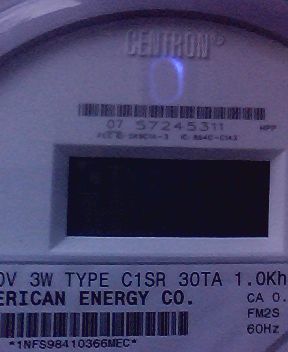 CENTRON®
07 57245311
0V 3W TYPE C1SR 30TA 1.0Kh
ERICAN ENERGY CO.
CA 0.
FM2S
60Hz
*1NFS98410366MEC*